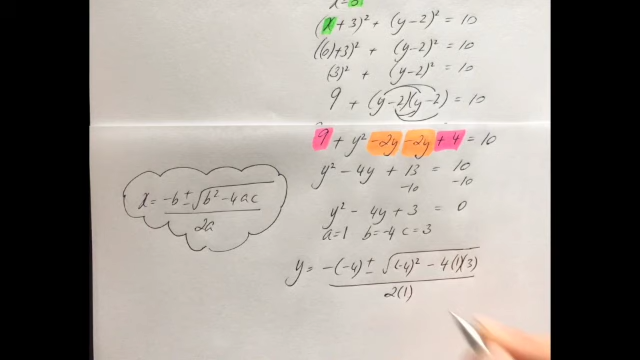 x = 0
(x + 3)² + (y - 2)² = 10
((0) + 3)² + (y - 2)² = 10
(3)² + (y - 2)² = 10
9 + (y - 2)(y - 2) = 10
9 + y² - 2y - 2y + 4 = 10
y² - 4y + 13 = 10
-10 -10
y² - 4y + 3 = 0
a=1 b=-4 c=3
x = -b ± √b² - 4ac
2a
y = -(-4) ± √(-4)² - 4(1)(3)
2(1)